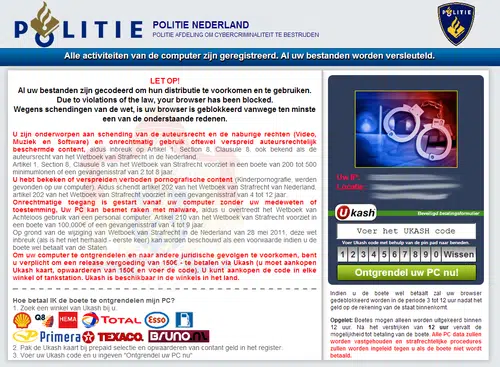 POLITIE
POLITIE NEDERLAND
POLITIE AFDELING OM CYBERCRIMINALITEIT TE BESTRIJDEN
POLITIE
Alle activiteiten van de computer zijn geregistreerd. Al uw bestanden worden versleuteld.
LET OP!
Al uw bestanden zijn gecodeerd om hun distributie te voorkomen en te gebruiken.
Due to violations of the law, your browser has been blocked.
Wegens schendingen van de wet, is uw browser is geblokkeerd vanwege ten minste
een van de onderstaande redenen.
U zijn onderworpen aan schending van de auteursrecht en de naburige rechten (Video,
Muziek en Software) en onrechtmatig gebruik oftewel verspreid auteursrechtelijk
beschermde content, aidus inbreuk op Artikel 1, Section 8, Clausule 8, ook bekend als de
auteursrecht van het Wetboek van Strafrecht in de Nederland.
Artikel 1, Section 8, Clausule 8 van het Wetboek van Strafrecht voorziet in een boete van 200 tot 500
minimumlonen of een gevangenisstraf van 2 tot 8 jaar.
U hebt bekeken of verspreiden verboden pornografische content (Kinderpornografie, werden
gevonden op uw computer). Aidus schendt artikel 202 van het Wetboek van Strafrecht van Nederland.
artikel 202 van het Wetboek van Strafrecht voorziet in een gevangenisstraf van 4 tot 12 jaar.
Onrechtmatige toegang is gestart vanaf uw computer zonder uw medeweten of
toestemming, Uw PC kan besmet raken met malware, aidus u overtreedt het Wetboek van
Achteloos gebruik van een personal computer. Artikel 210 van het Wetboek van Strafrecht voorziet in
een boete van 100,000€ of een gevangenisstraf van 4 tot 9 jaar.
Op grond van de wijziging van Wetboek van Strafrecht in de Nederland van 28 mei 2011, deze wet
inbreuk (als is het niet herhaald - eerste keer) kan worden beschouwd als een voorwaarde indien u de
boete wel betaalt van de Staten.
Om uw computer te ontgrendelen en naar andere juridische gevolgen te voorkomen, bent
u verplicht om een release vergoeding van 150€ - te betalen via Ukash (u moet aankopen
Ukash kaart, opwaarderen van 150€ en voer de code). U kunt aankopen de code in elke
winkel of tankstation. Ukash is beschikbaar in de winkels in het land.
Hoe betaal IK de boete te ontgrendelen mijn PC?
1. Zoek een winkel van Ukash bij u.
Shell Q8 HEMA TOTAL Esso
Primera TEXACO BRUNO.NL
2. Pak de Ukash kaart bij prepaid selectie en opwaarderen van contant geld in het register.
3. Voer uw Ukash code en u ingeven "Ontgrendel uw PC nu"
Uw IP:
Locatie:
Ukash
Beveiligd betalingsformulier
Voer het UKASH code
Voer Ukash code met behulp van de pin pad naar beneden.
1 2 3 4 5 6 7 8 9 0 Wissen
Ontgrendel uw PC nu!
Indien u de boete wel betaalt zal uw browser
gedeblokkeerd worden in de periode 3 tot 12 uur nadat het
geld op de rekening van de staat binnenkomt.
Oppelet: Boetes mogen alleen worden uitgekeerd binnen
12 uur. Na het verstrijken van 12 uur vervalt de
mogelijkheid tot betaling van de boete. Alle PC data zullen
worden vastgehouden en strafrechtelijke procedures
zullen worden ingeleid tegen u als de boete niet wordt
betaald.